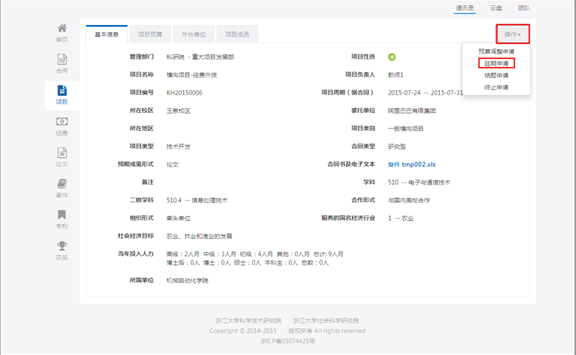 通讯录 云盘 团队
首页
合同
项目
经费
论文
著作
专利
获奖
基本信息 项目预算 外协单位 项目成员
操作
预算调整申请
延期申请
结题申请
终止申请
管理部门 科研院 - 重大项目发展部 项目性质
项目名称 横向项目-经费外拨 项目负责人 教师1
项目编号 KH20150006 项目周期（据合同） 2015-07-24 -- 2015-07-31
所在校区 玉泉校区 委托单位 阿里巴巴有限集团
所在地区 项目类别 一般横向项目
项目类型 技术开发 合同类型 研究型
预期成果形式 论文 合同书及电子文本 附件 tmp002.xls
备注 学科 510 -- 电子与通信技术
二级学科 510.4 -- 信息处理技术 合作形式 与国内高校合作
组织形式 牵头单位 服务的国名经济行业 1 -- 农业
社会经济目标 农业、林业和渔业的发展
当年投入人力 高级：2人月 中级：3人月 初级：4人月 其他：0人月 总计：9人月
博士后：0人 博士：0人 硕士：0人 本科生：0人 总数：0人
所属单位 机械自动化学院
浙江大学科学技术研究院 浙江大学社会科学研究院
Copyright © 2014-2015 版权所有 All rights reserved
浙ICP备05074421号